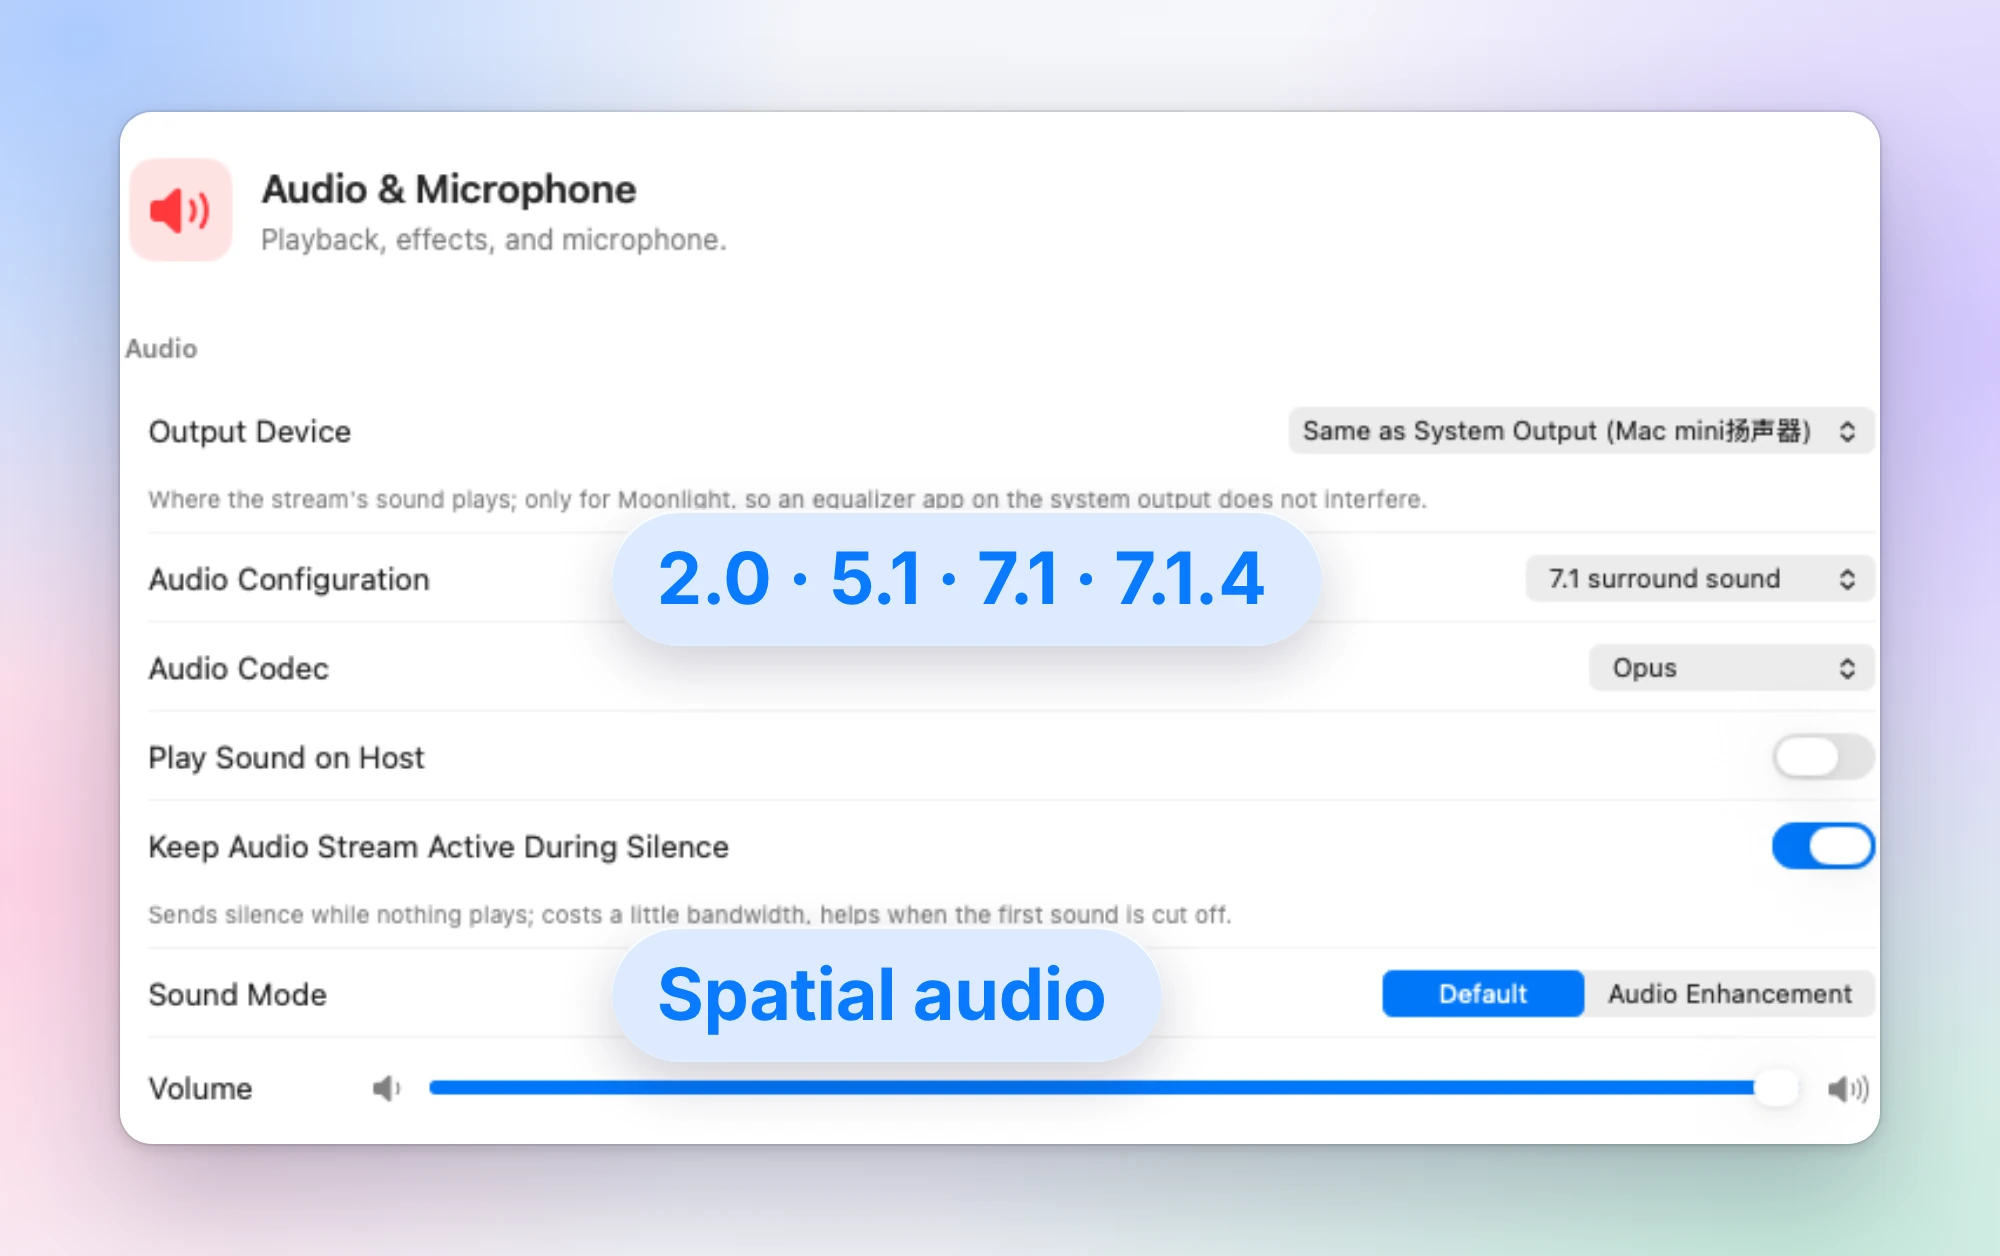 Audio & Microphone
Playback, effects, and microphone.
Audio
Output Device
Same as System Output (Mac mini扬声器)
Where the stream's sound plays; only for Moonlight, so an equalizer app on the system output does not interfere.
Audio Configuration
2.0 · 5.1 · 7.1 · 7.1.4
7.1 surround sound
Audio Codec
Opus
Play Sound on Host
Keep Audio Stream Active During Silence
Sends silence while nothing plays; costs a little bandwidth, helps when the first sound is cut off.
Sound Mode
Spatial audio
Default
Audio Enhancement
Volume